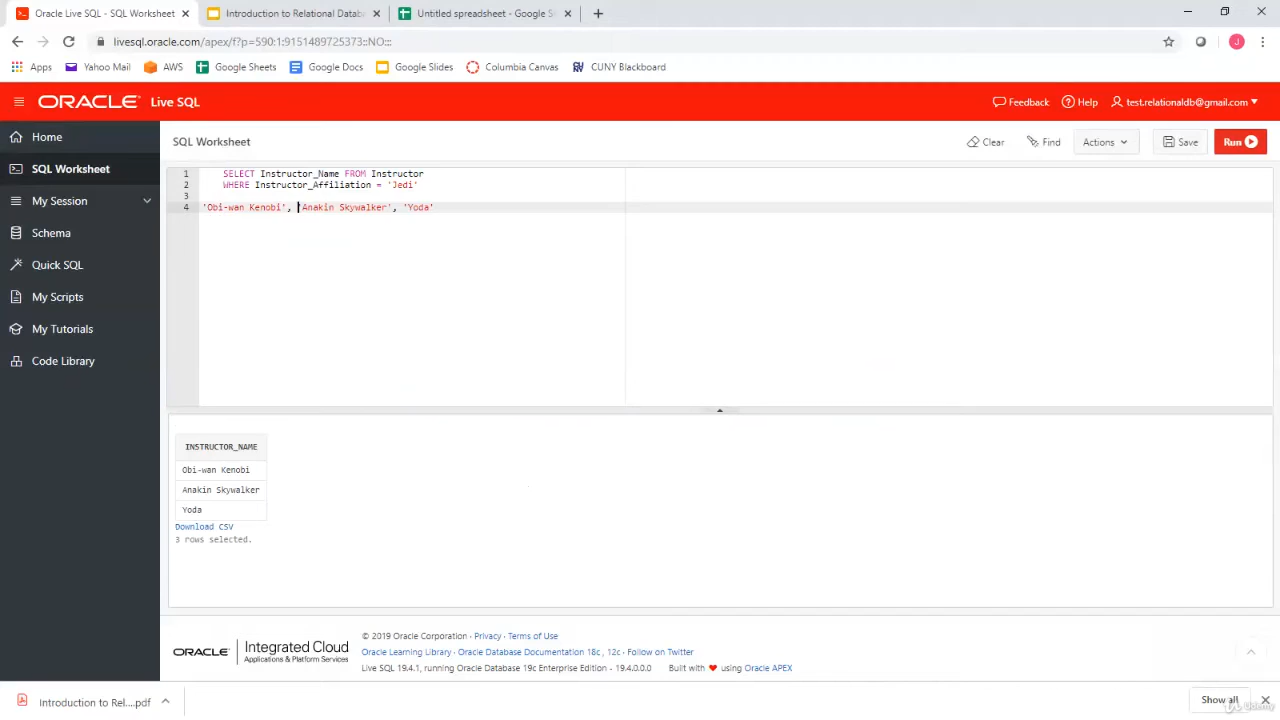 Oracle Live SQL - SQL Worksheet
Introduction to Relational Datab
Untitled spreadsheet - Google S
livesql.oracle.com/apex/f?p=590:1:9151489725373::NO:::
J
Apps
Yahoo Mail
AWS
Google Sheets
Google Docs
Google Slides
Columbia Canvas
CUNY Blackboard
ORACLE Live SQL
Feedback
Help
test.relationaldb@gmail.com
Home
SQL Worksheet
My Session
Schema
Quick SQL
My Scripts
My Tutorials
Code Library
SQL Worksheet
Clear
Find
Actions
Save
Run
1 SELECT Instructor_Name FROM Instructor
2 WHERE Instructor_Affiliation = 'Jedi'
3
4 'Obi-wan Kenobi', 'Anakin Skywalker', 'Yoda'
INSTRUCTOR_NAME
Obi-wan Kenobi
Anakin Skywalker
Yoda
Download CSV
3 rows selected.
ORACLE Integrated Cloud
Applications & Platform Services
© 2019 Oracle Corporation · Privacy · Terms of Use
Oracle Learning Library · Oracle Database Documentation 18c, 12c · Follow on Twitter
Live SQL 19.4.1, running Oracle Database 19c Enterprise Edition - 19.4.0.0.0 Built with ♥ using Oracle APEX
Introduction to Rel....pdf
Show all
Udemy